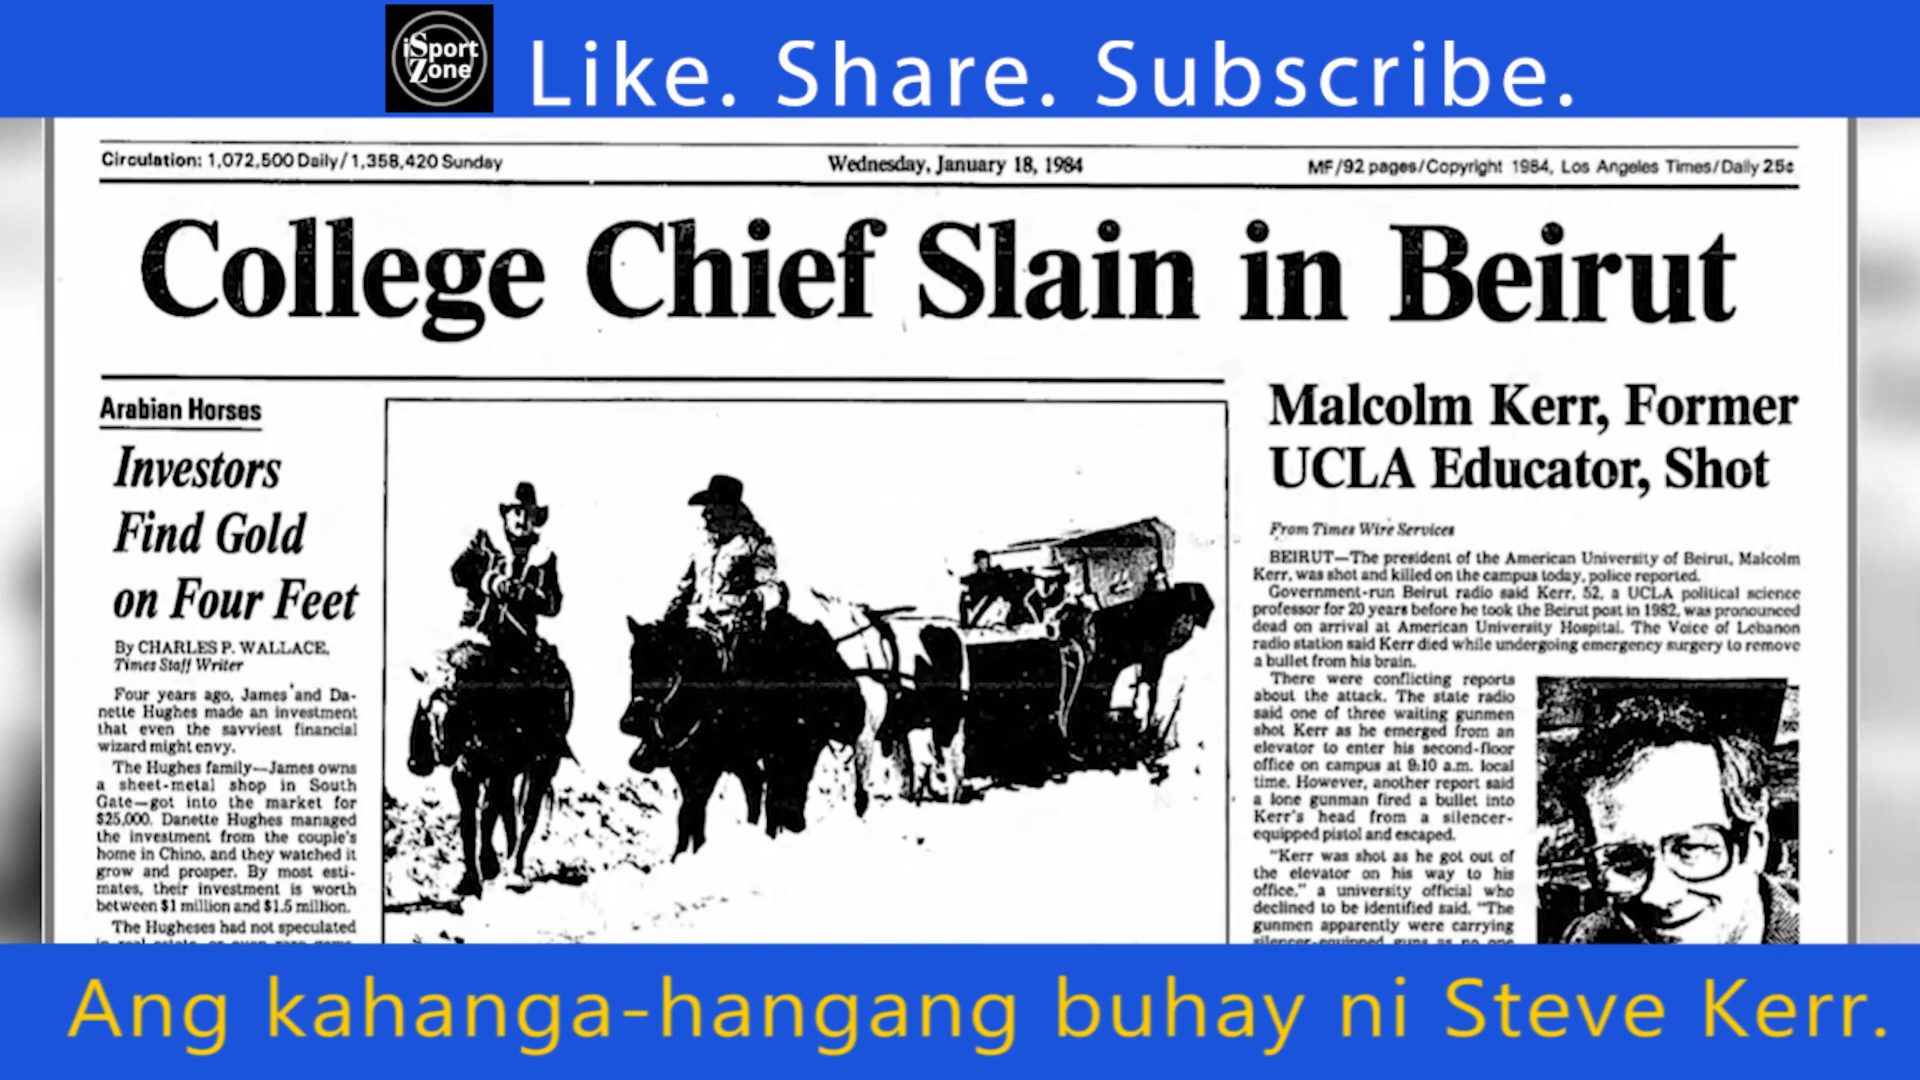 iSport
Zone
Like. Share. Subscribe.
Circulation: 1,072,500 Daily/1,358,420 Sunday
Wednesday, January 18, 1984
MF/92 pages/Copyright 1984, Los Angeles Times/Daily 25¢
College Chief Slain in Beirut
Arabian Horses
Investors
Find Gold
on Four Feet
By CHARLES P. WALLACE,
Times Staff Writer
Four years ago, James and Da-
nette Hughes made an investment
that even the savviest financial
wizard might envy.
The Hughes family—James owns
a sheet-metal shop in South
Gate—got into the market for
$25,000. Danette Hughes managed
the investment from the couple's
home in Chino, and they watched it
grow and prosper. By most esti-
mates, their investment is worth
between $1 million and $1.5 million.
The Hugheses had not speculated
Malcolm Kerr, Former
UCLA Educator, Shot
From Times Wire Services
BEIRUT—The president of the American University of Beirut, Malcolm
Kerr, was shot and killed on the campus today, police reported.
Government-run Beirut radio said Kerr, 52, a UCLA political science
professor for 20 years before he took the Beirut post in 1982, was pronounced
dead on arrival at American University Hospital. The Voice of Lebanon
radio station said Kerr died while undergoing emergency surgery to remove
a bullet from his brain.
There were conflicting reports
about the attack. The state radio
said one of three waiting gunmen
shot Kerr as he emerged from an
elevator to enter his second-floor
office on campus at 9:10 a.m. local
time. However, another report said
a lone gunman fired a bullet into
Kerr's head from a silencer-
equipped pistol and escaped.
"Kerr was shot as he got out of
the elevator on his way to his
office," a university official who
declined to be identified said. "The
gunmen apparently were carrying
silencer-equipped guns as no one
Ang kahanga-hangang buhay ni Steve Kerr.